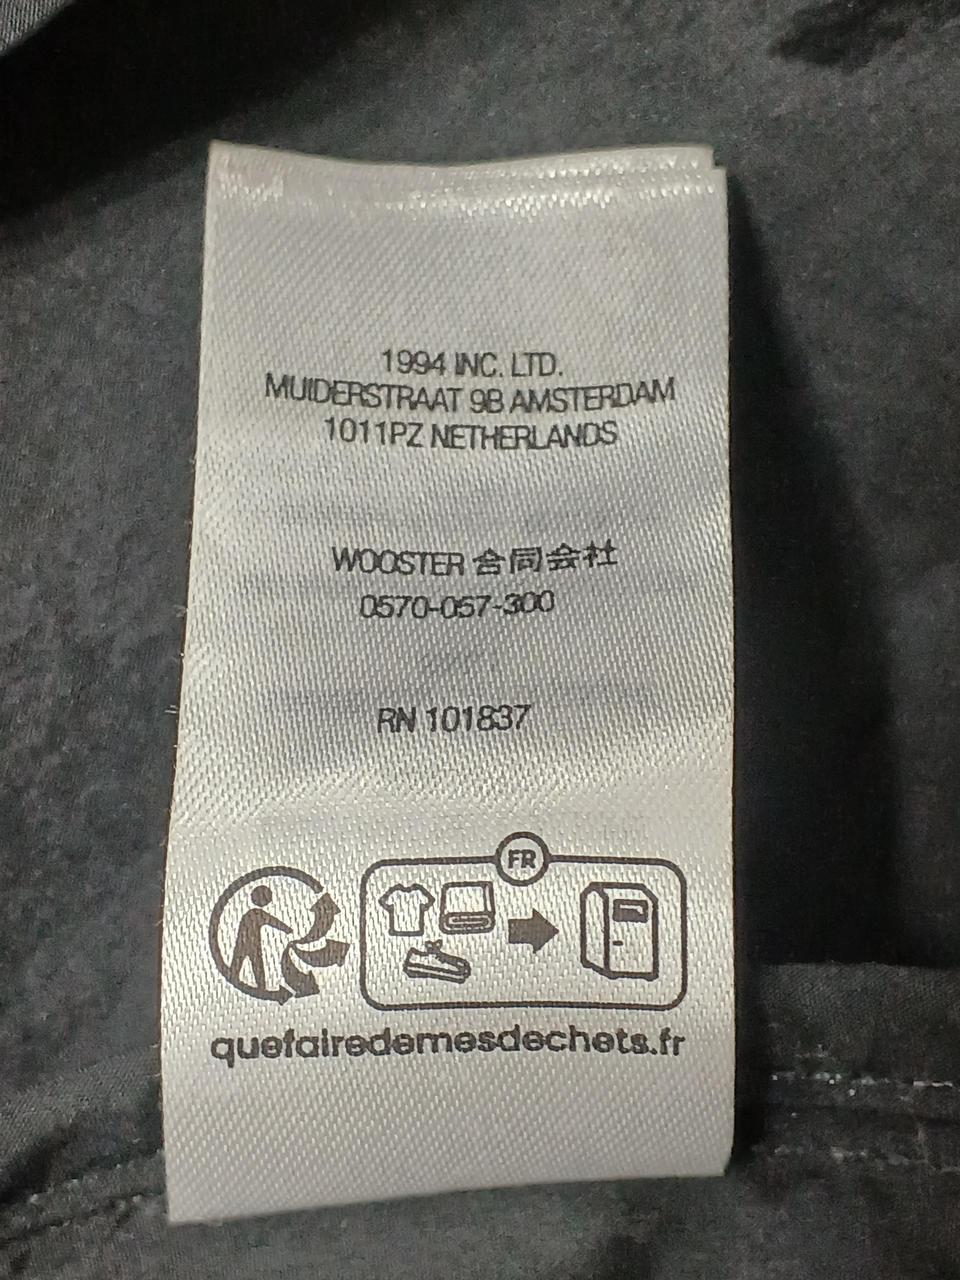 1994 INC. LTD.
MUIDERSTRAAT 9B AMSTERDAM
1011PZ NETHERLANDS
WOOSTER 合同会社
0570-057-300
RN 101837
FR
quefairedemesdechets.fr